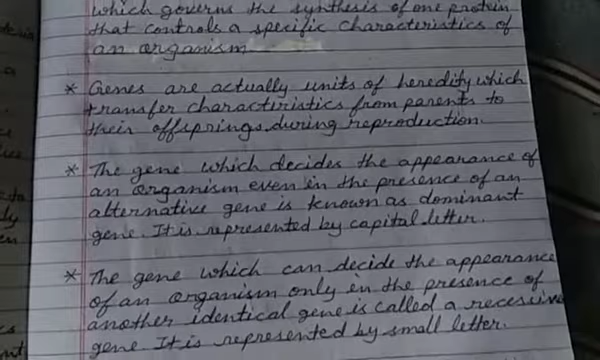 which governs the synthesis of one protein
that controls a specific characteristics of
an organism
* Genes are actually units of heredity which
transfer characteristics from parents to
their offsprings during reproduction.
* The gene which decides the appearance of
an organism even in the presence of an
alternative gene is known as dominant
gene. It is represented by capital letter.
* The gene which can decide the appearance
of an organism only in the presence of
another identical gene is called a recessive
gene. It is represented by small letter.